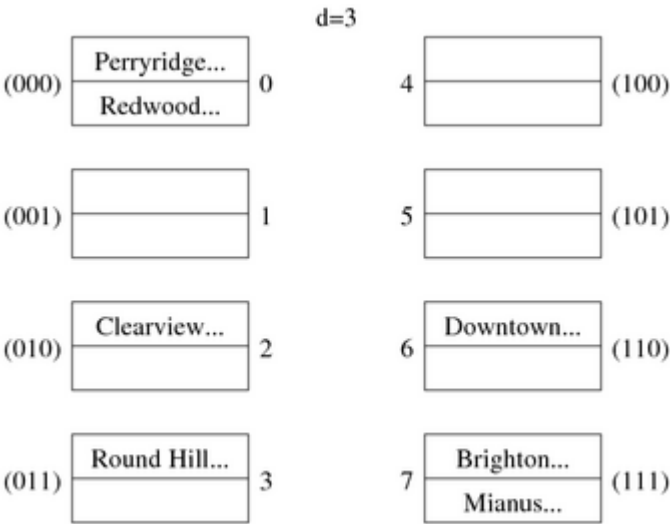 d=3
(000) Perryridge... 0
Redwood...
4 (100)
(001) 1
5 (101)
(010) Clearview... 2
6 Downtown... (110)
(011) Round Hill... 3
7 Brighton... (111)
Mianus...